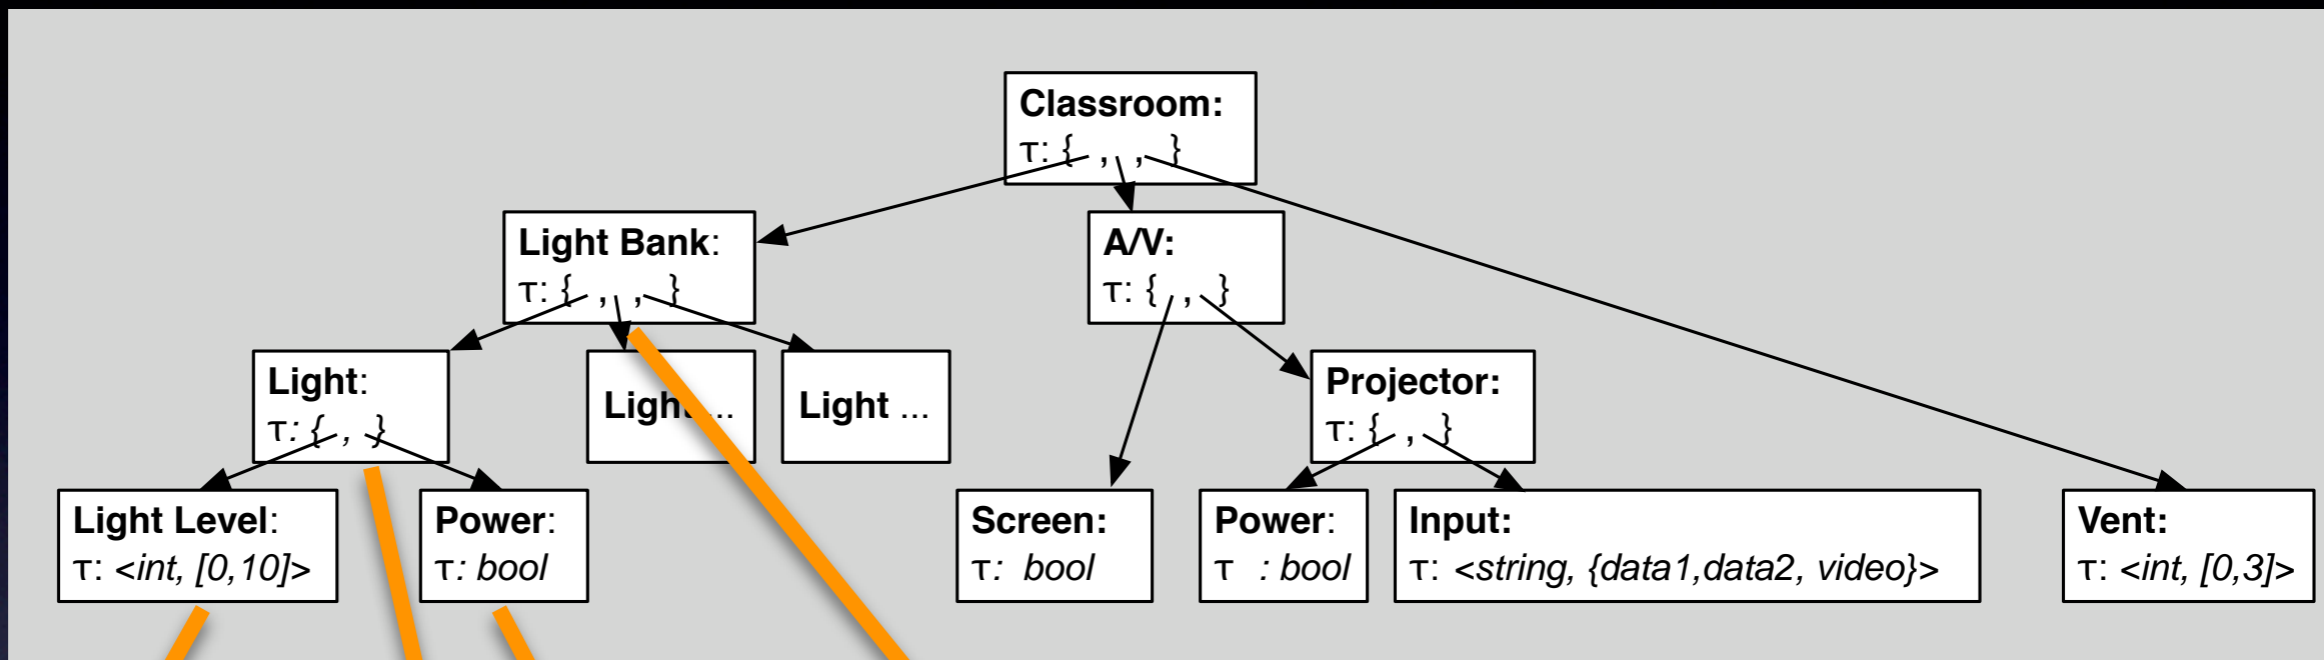 Classroom:
τ: { , , }
Light Bank:
τ: { , , }
A/V:
τ: { , }
Light:
τ: { , }
Light ...
Light ...
Projector:
τ: { , }
Light Level:
τ: <int, [0,10]>
Power:
τ: bool
Screen:
τ: bool
Power:
τ : bool
Input:
τ: <string, {data1,data2, video}>
Vent:
τ: <int, [0,3]>